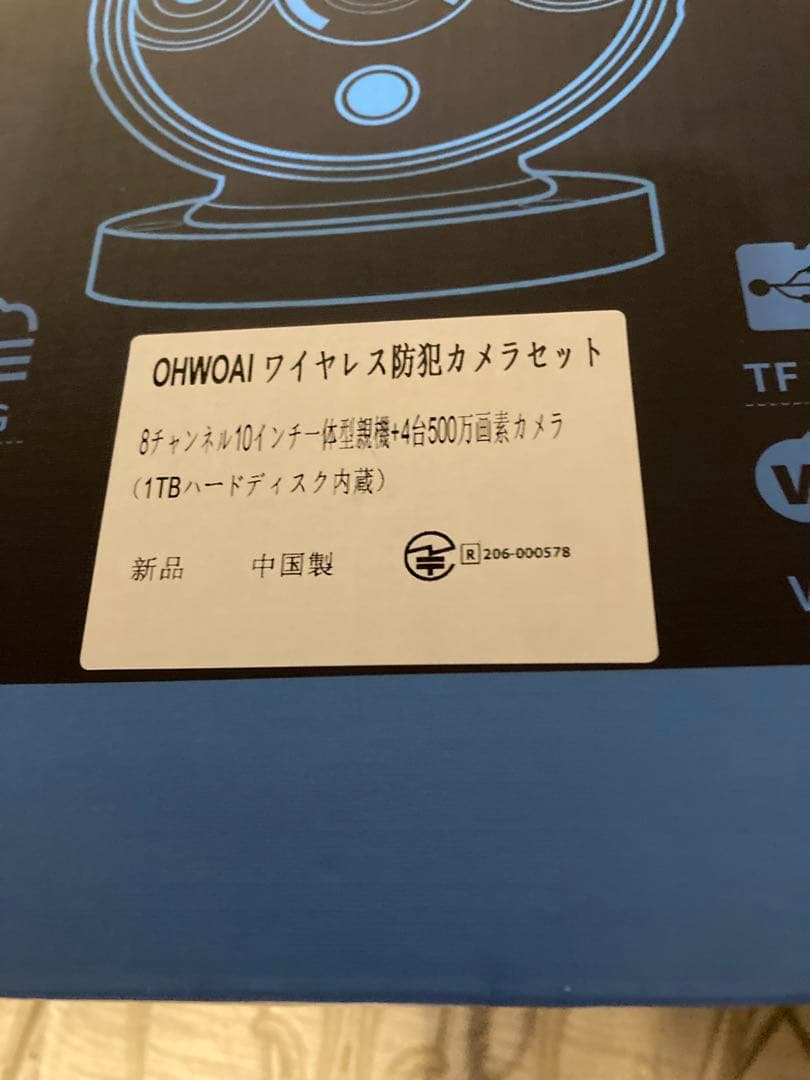 OHWOAI ワイヤレス防犯カメラセット
8チャンネル10インチ一体型親機+4台500万画素カメラ
（1TBハードディスク内蔵）
新品 中国製 R 206-000578
G
TF
V
V